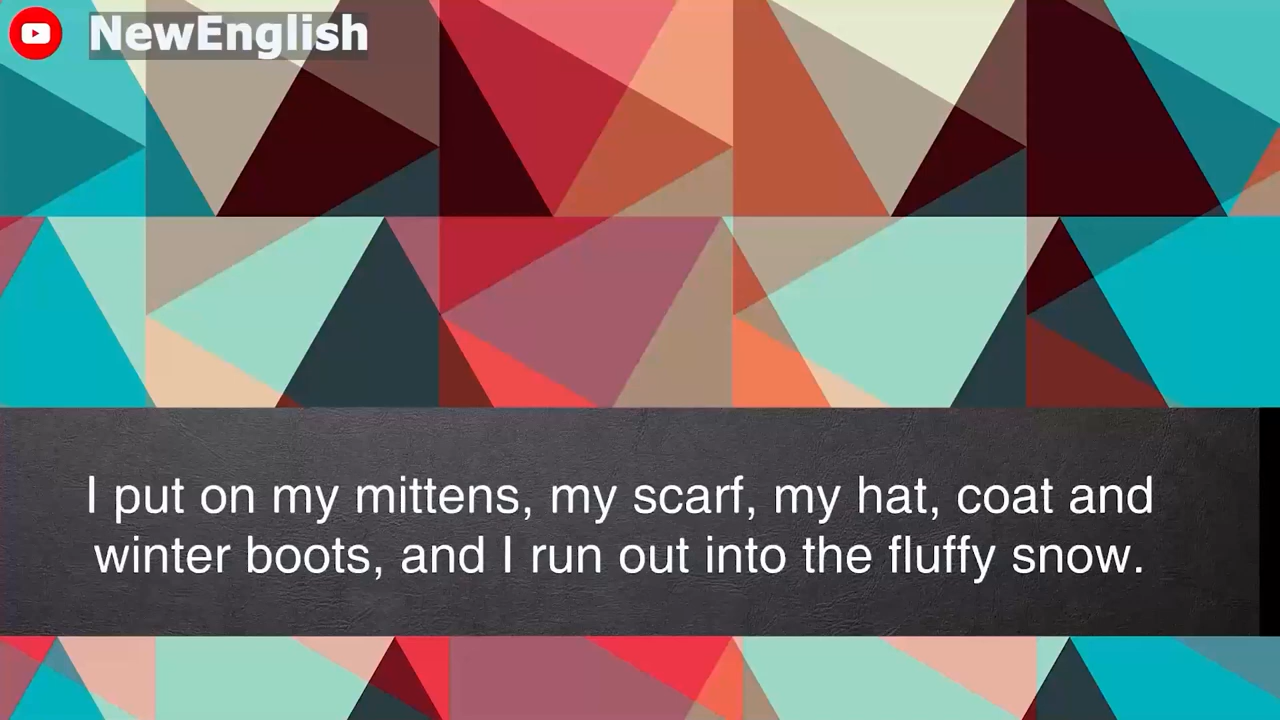 NewEnglish
I put on my mittens, my scarf, my hat, coat and
winter boots, and I run out into the fluffy snow.